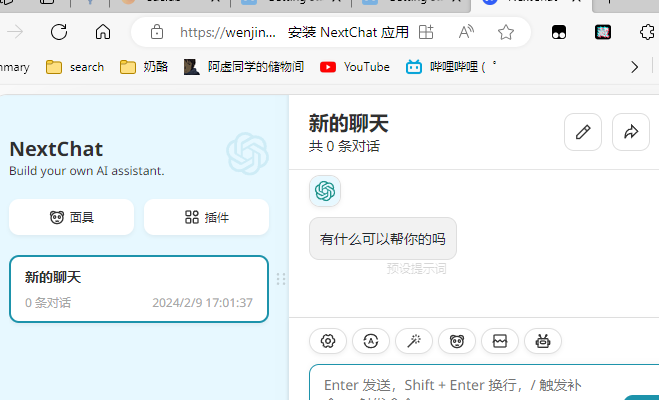 https://wenjin... 安装 NextChat 应用
mmary search 奶酪 阿虚同学的储物间 YouTube 哔哩哔哩 ( ゜
NextChat
Build your own AI assistant.
面具 插件
新的聊天
0 条对话 2024/2/9 17:01:37
新的聊天
共 0 条对话
有什么可以帮你的吗
预设提示词
Enter 发送，Shift + Enter 换行，/ 触发补